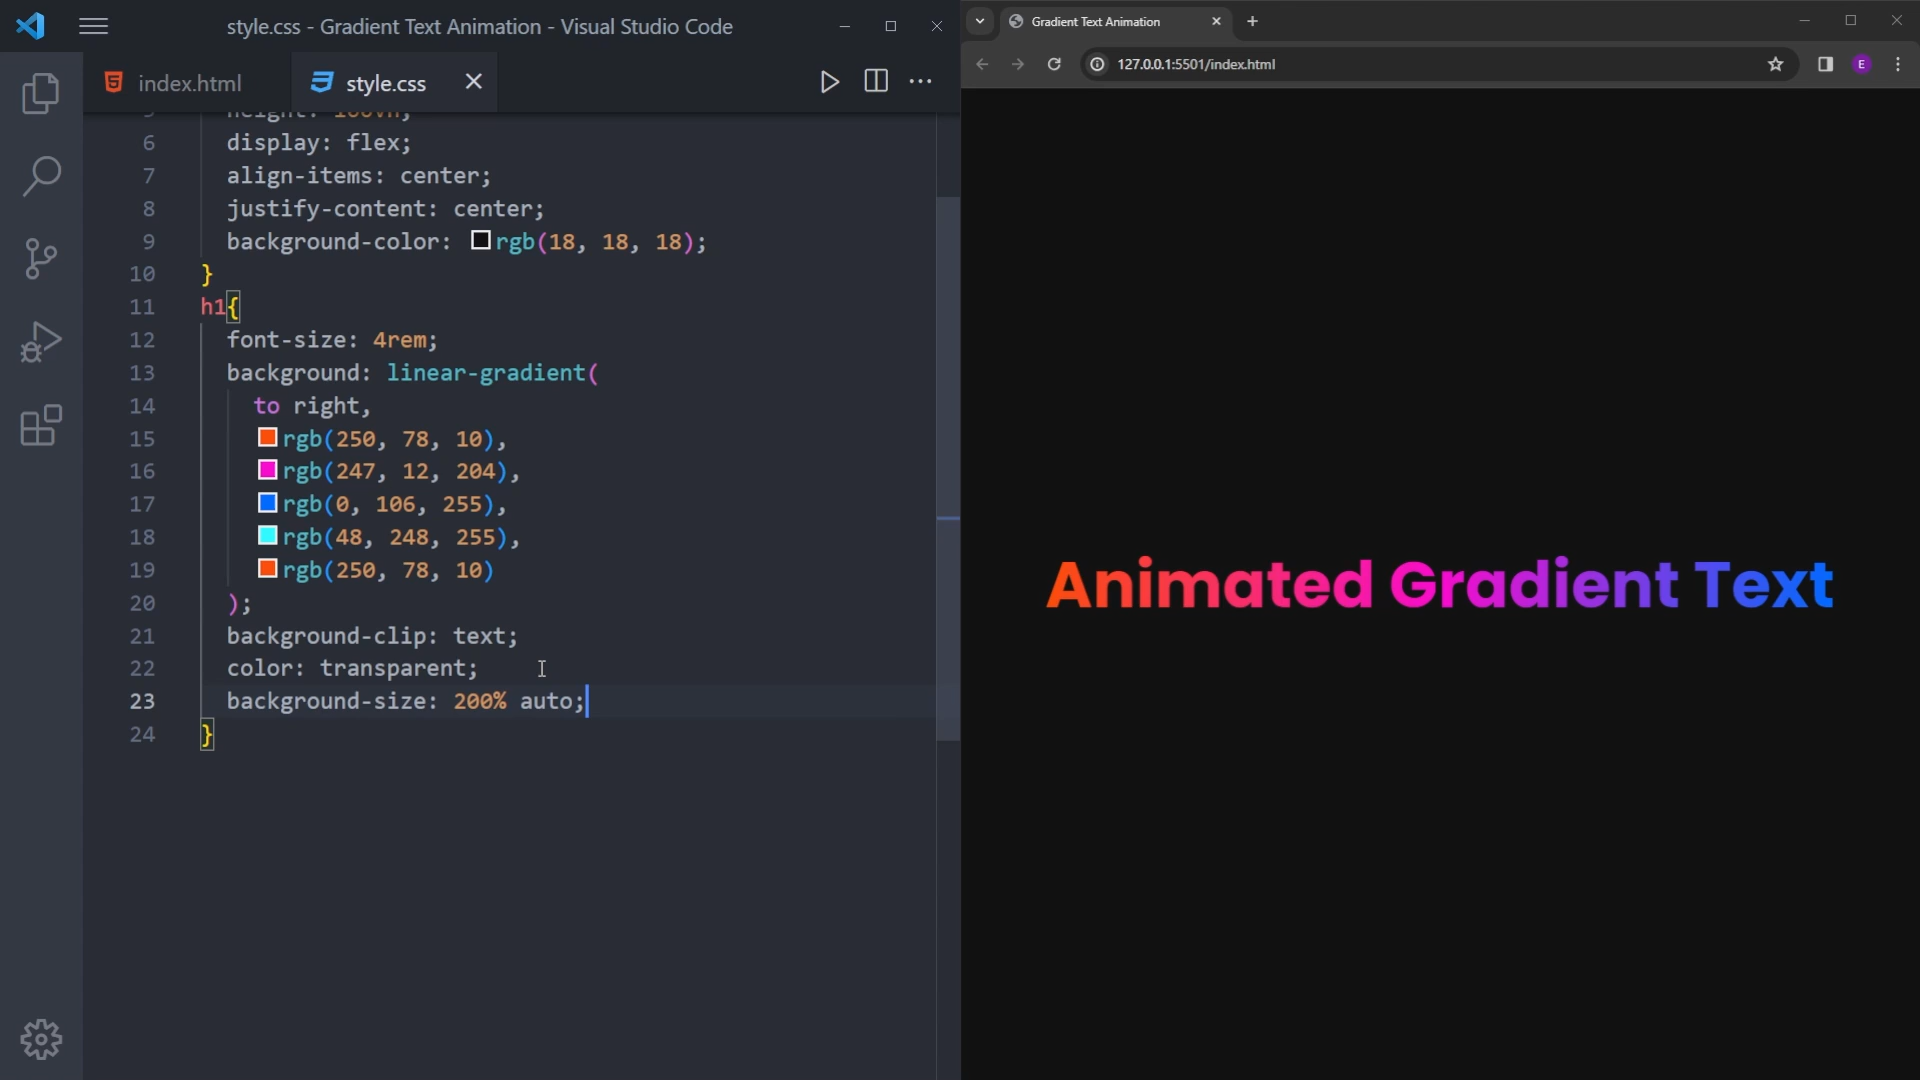 style.css - Gradient Text Animation - Visual Studio Code
index.html
style.css
5 height: 100vh;
6 display: flex;
7 align-items: center;
8 justify-content: center;
9 background-color: rgb(18, 18, 18);
10 }
11 h1{
12 font-size: 4rem;
13 background: linear-gradient(
14 to right,
15 rgb(250, 78, 10),
16 rgb(247, 12, 204),
17 rgb(0, 106, 255),
18 rgb(48, 248, 255),
19 rgb(250, 78, 10)
20 );
21 background-clip: text;
22 color: transparent;
23 background-size: 200% auto;
24 }
Gradient Text Animation
127.0.0.1:5501/index.html
E
Animated Gradient Text